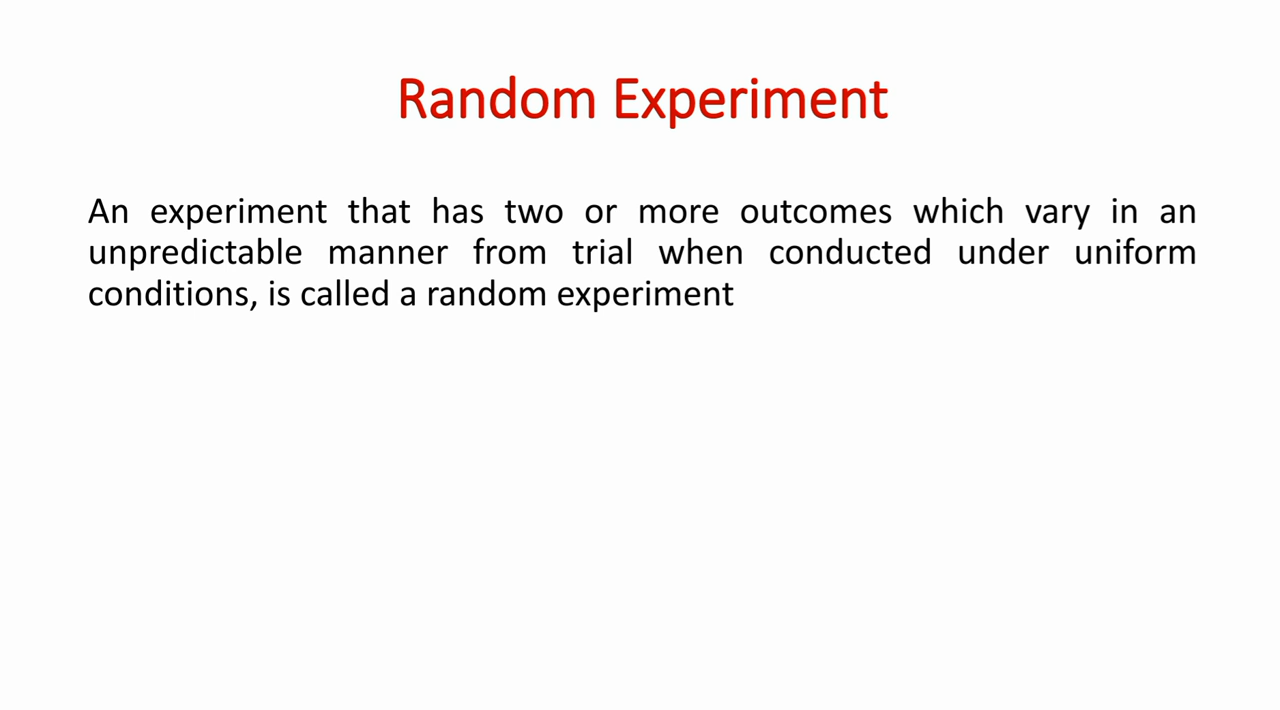 Random Experiment
An experiment that has two or more outcomes which vary in an
unpredictable manner from trial when conducted under uniform
conditions, is called a random experiment